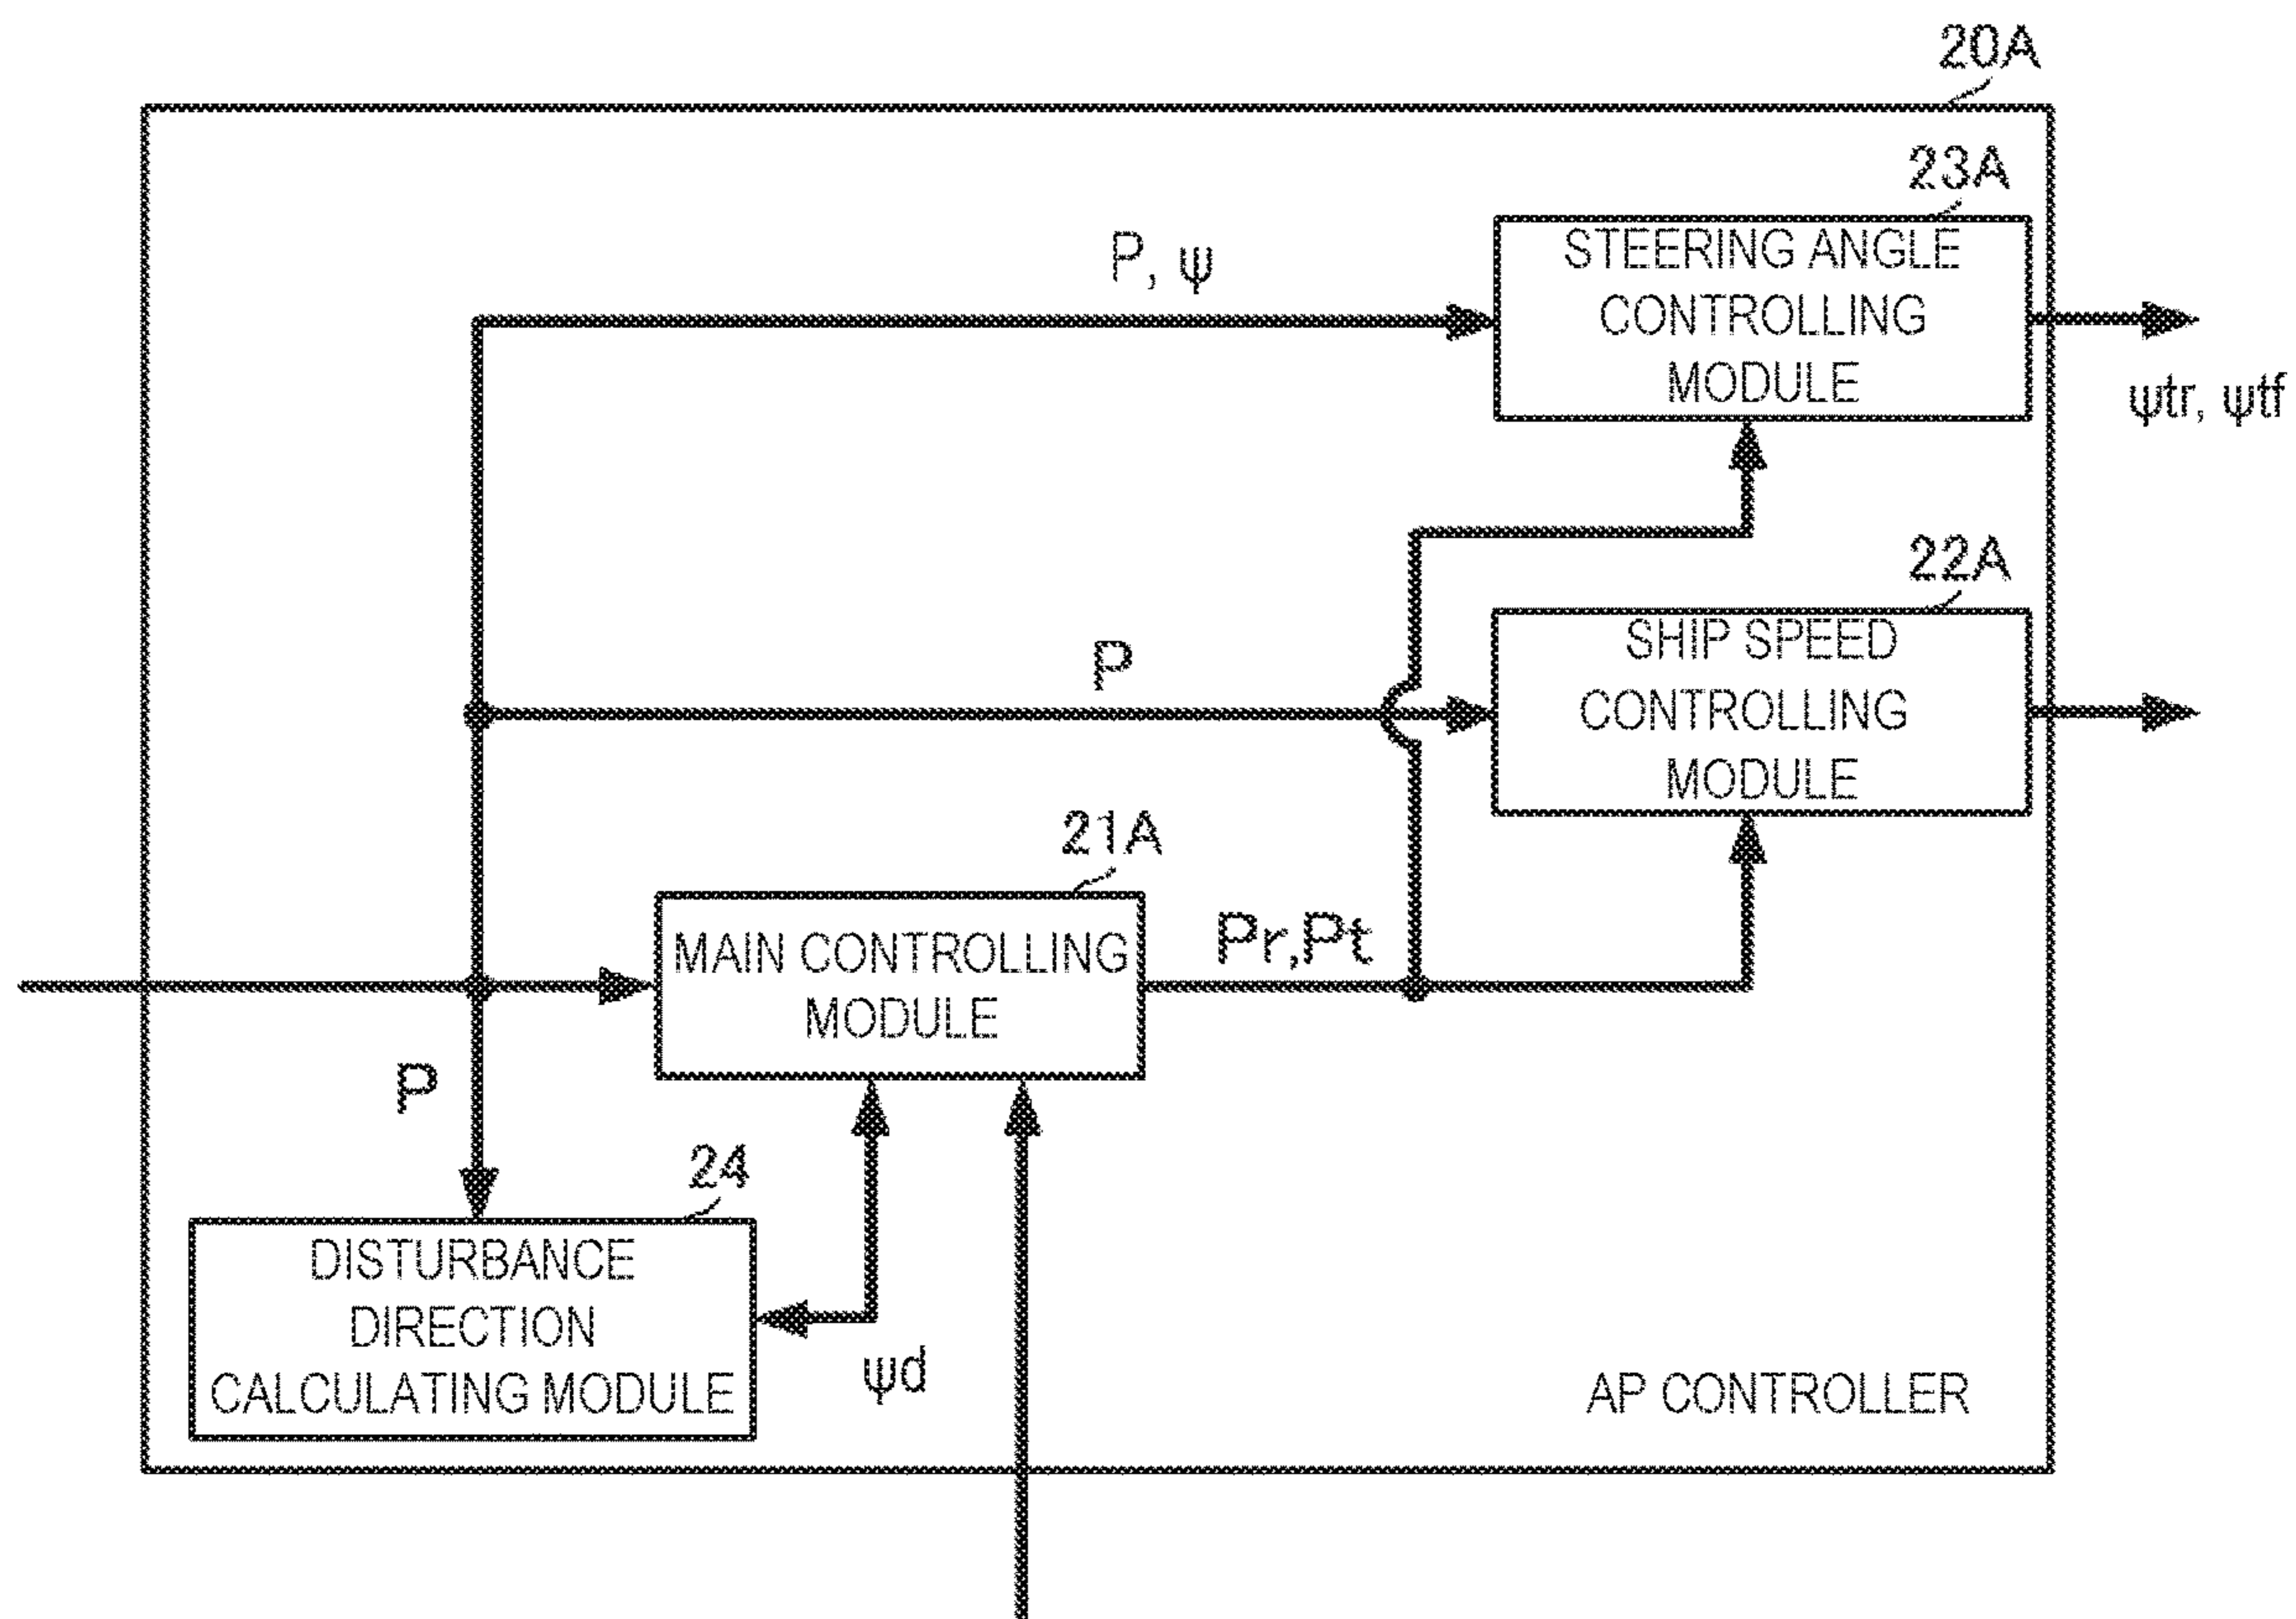 20A
23A
STEERING ANGLE
CONTROLLING
MODULE
P, ψ
ψtr, ψtf
22A
SHIP SPEED
CONTROLLING
MODULE
P
21A
MAIN CONTROLLING
MODULE
Pr,Pt
P
24
DISTURBANCE
DIRECTION
CALCULATING MODULE
ψd
AP CONTROLLER